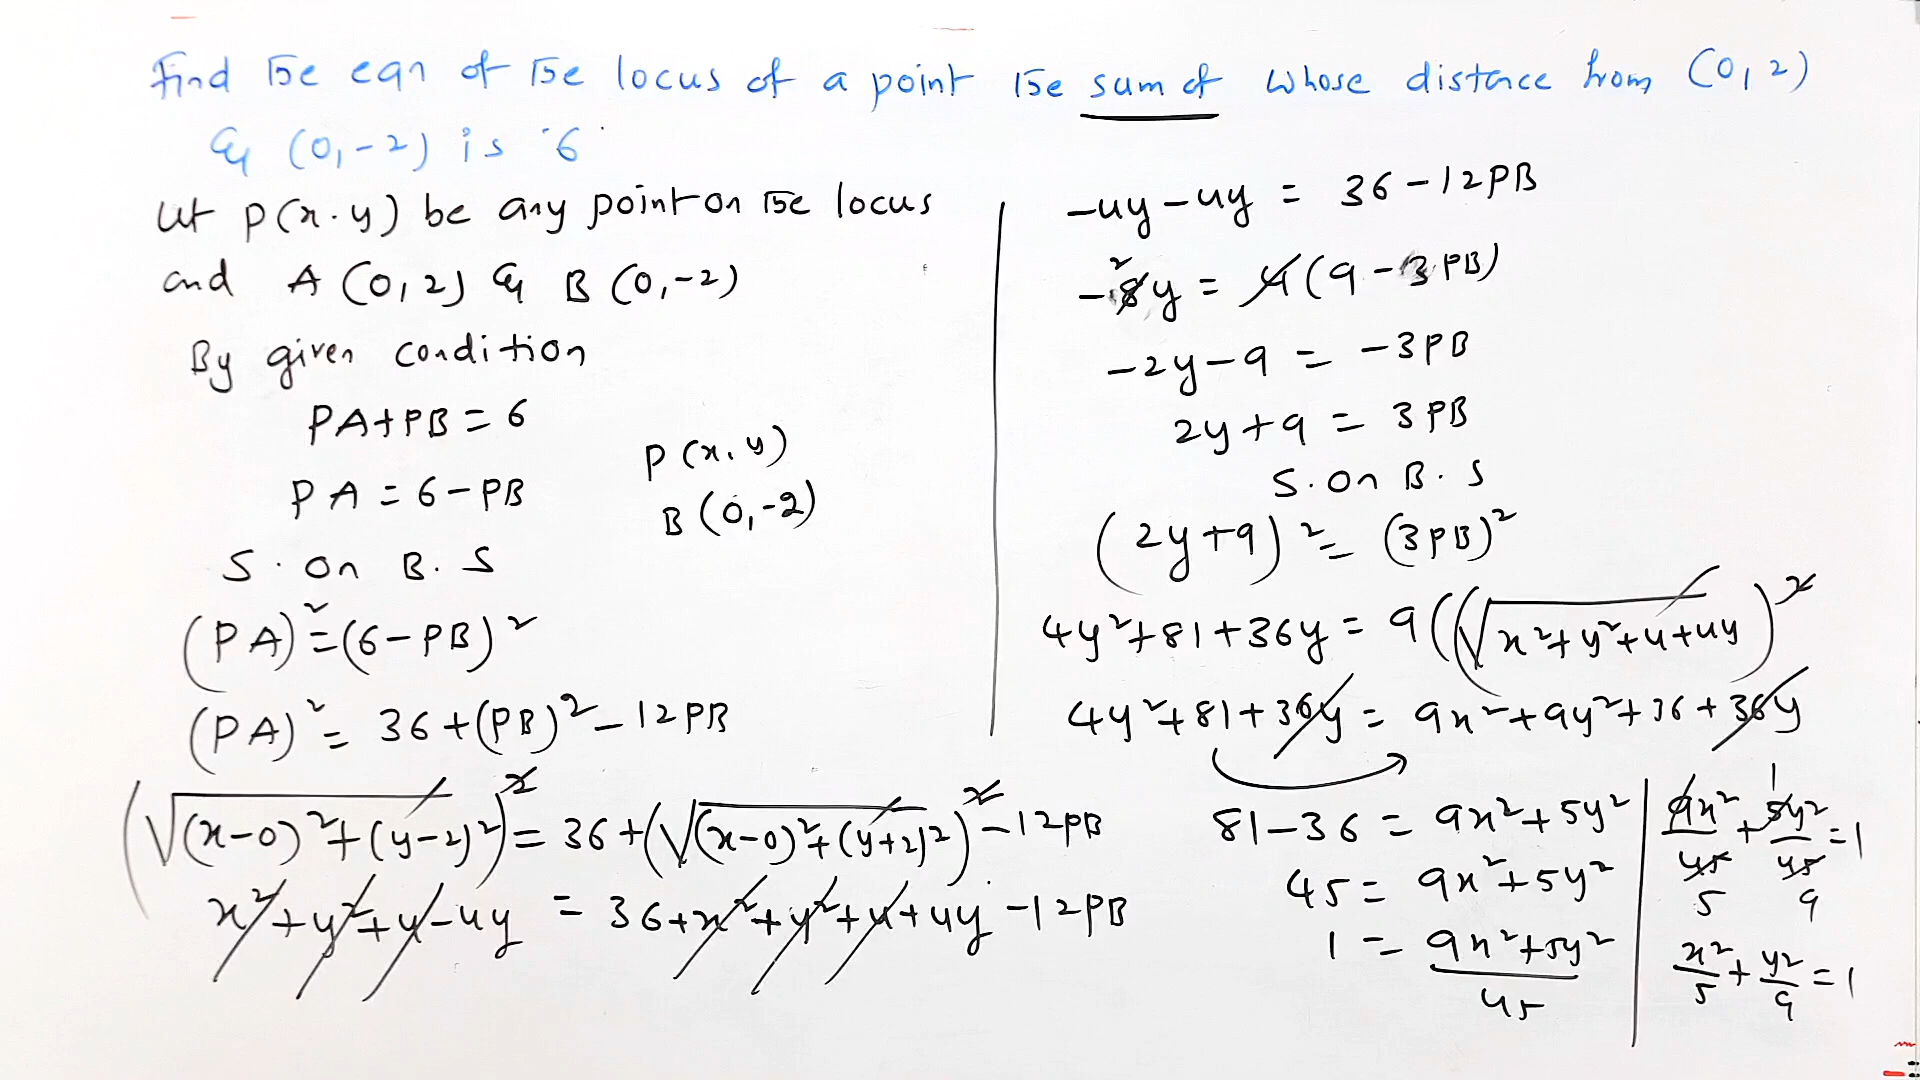 Find the eqn of the locus of a point the sum of whose distance from (0,2)
& (0,-2) is '6'
Let P(x.y) be any point on the locus
and A (0,2) & B (0,-2)
By given condition
PA+PB=6
PA=6-PB
P(x,y)
B(0,-2)
S.On B.S
(PA)²=(6-PB)²
(PA)²= 36+(PB)²-12PB
(√(x-0)²+(y-2)²)²=36+(√(x-0)²+(y+2)²)²-12PB
x²+y²+4-4y = 36+x²+y²+4+4y-12PB
-4y-4y = 36-12PB
-8y = 4(9-3PB)
2
-2y-9 = -3PB
2y+9 = 3PB
S.On B.S
(2y+9)²= (3PB)²
4y²+81+36y = 9((√x²+y²+4+4y)²
4y²+81+36y = 9x²+9y²+36+36y
81-36 = 9x²+5y²
45= 9x²+5y²
1 = 9x²+5y²
45
9x²/45 + 5y²/45 =1
1
5 9
x²/5 + y²/9 =1